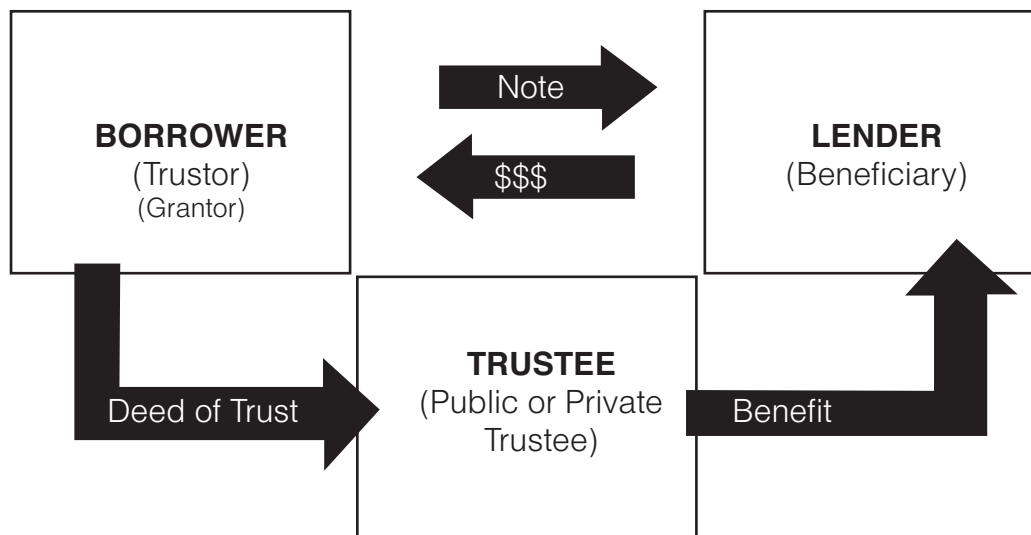 BORROWER
(Trustor)
(Grantor)
Note
$$$
LENDER
(Beneficiary)
Deed of Trust
TRUSTEE
(Public or Private
Trustee)
Benefit